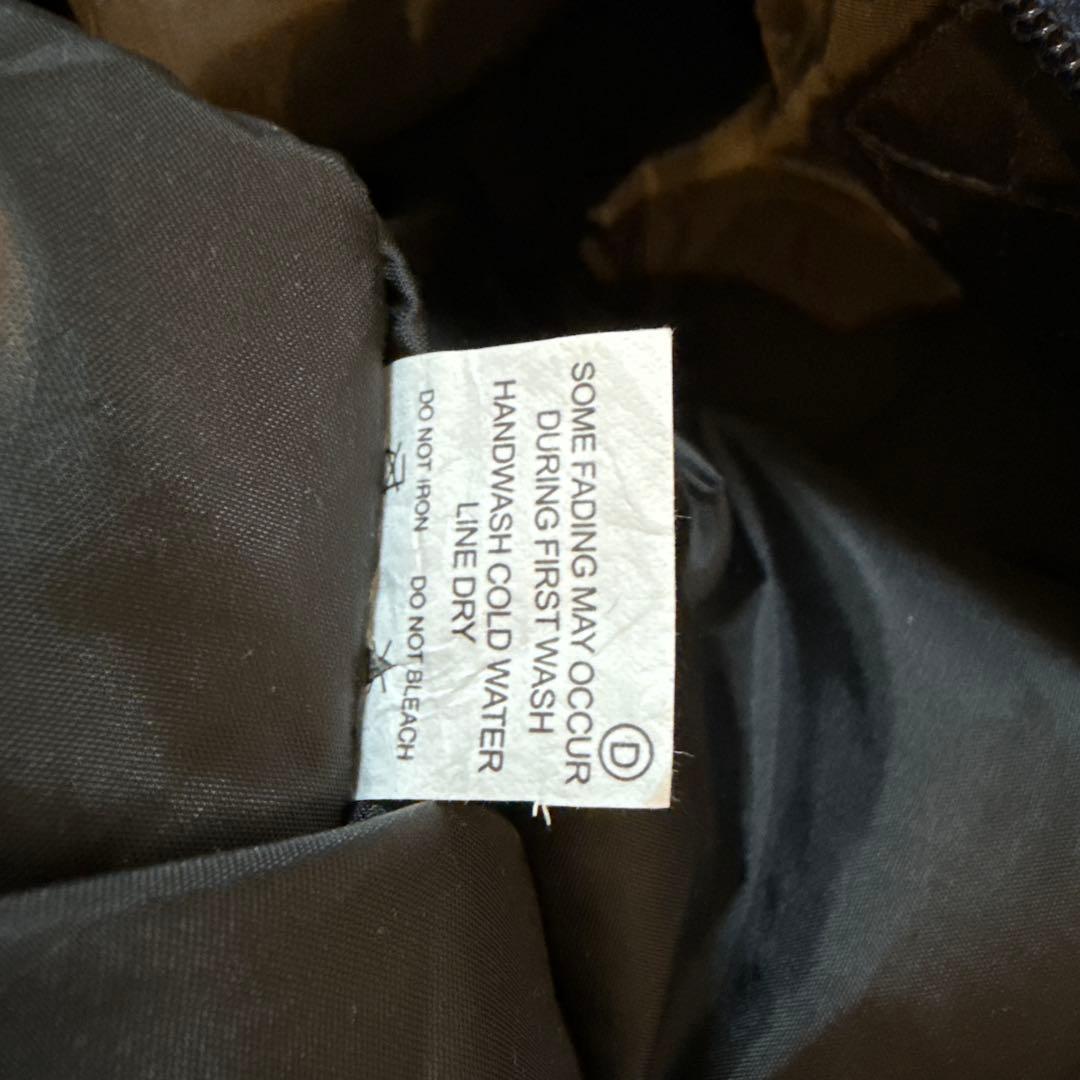 D
SOME FADING MAY OCCUR
DURING FIRST WASH
HANDWASH COLD WATER
LINE DRY
DO NOT IRON DO NOT BLEACH